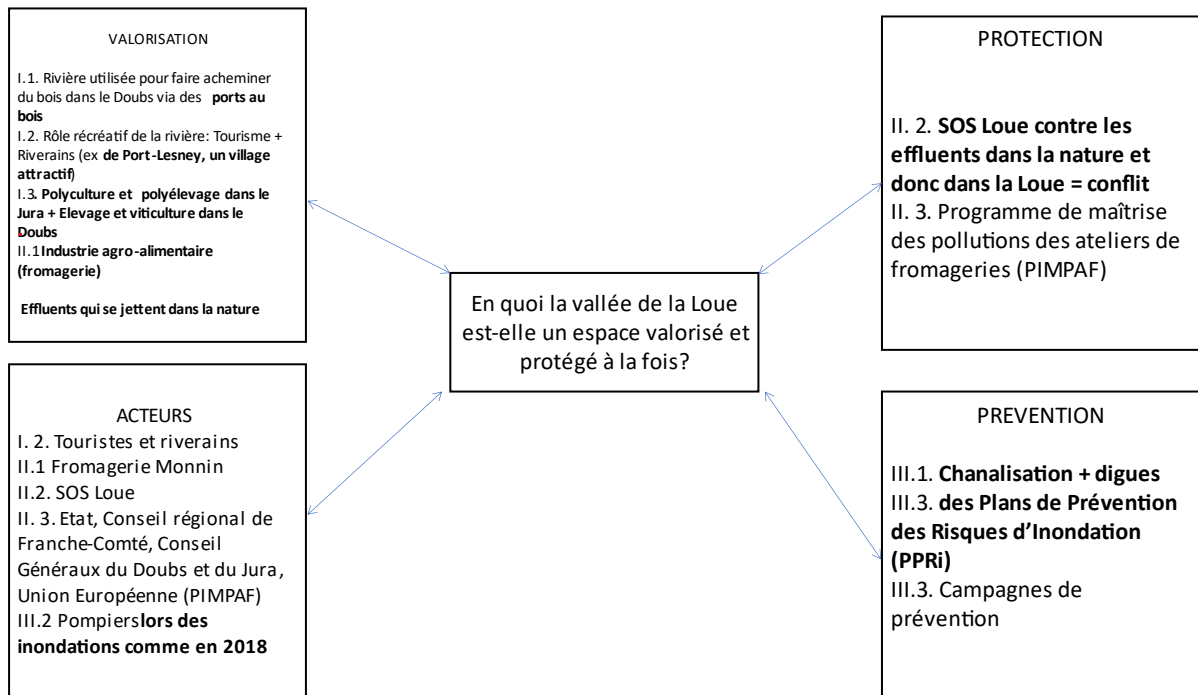 VALORISATION
I.1. Rivière utilisée pour faire acheminer
du bois dans le Doubs via des ports au
bois
I.2. Rôle récréatif de la rivière: Tourisme +
Riverains (ex de Port-Lesney, un village
attractif)
I.3. Polyculture et polyélevage dans le
Jura + Elevage et viticulture dans le
Doubs
II.1 Industrie agro-alimentaire
(fromagerie)
Effluents qui se jettent dans la nature
PROTECTION
II. 2. SOS Loue contre les
effluents dans la nature et
donc dans la Loue = conflit
II. 3. Programme de maîtrise
des pollutions des ateliers de
fromageries (PIMPAF)
En quoi la vallée de la Loue
est-elle un espace valorisé et
protégé à la fois?
ACTEURS
I. 2. Touristes et riverains
II.1 Fromagerie Monnin
II.2. SOS Loue
II. 3. Etat, Conseil régional de
Franche-Comté, Conseil
Généraux du Doubs et du Jura,
Union Européenne (PIMPAF)
III.2 Pompiers lors des
inondations comme en 2018
PREVENTION
III.1. Chanalisation + digues
III.3. des Plans de Prévention
des Risques d'Inondation
(PPRi)
III.3. Campagnes de
prévention